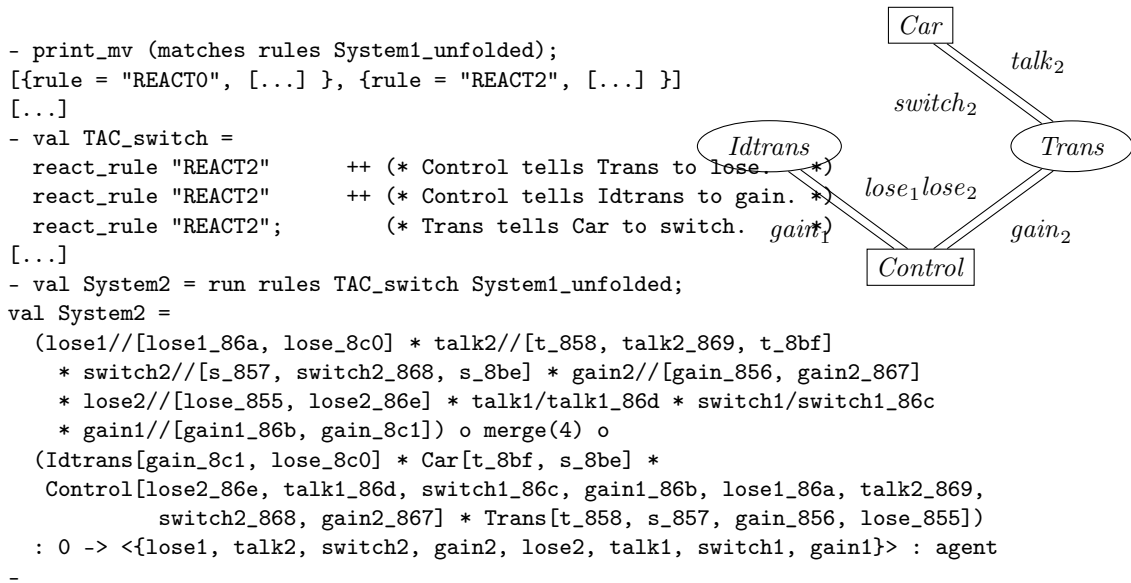 - print_mv (matches rules System1_unfolded);
[{rule = "REACT0", [...] }, {rule = "REACT2", [...] }]
[...]
- val TAC_switch =
  react_rule "REACT2"      ++ (* Control tells Trans to lose.   *)
  react_rule "REACT2"      ++ (* Control tells Idtrans to gain. *)
  react_rule "REACT2";        (* Trans tells Car to switch.     *)
[...]
- val System2 = run rules TAC_switch System1_unfolded;
val System2 =
  (lose1//[lose1_86a, lose_8c0] * talk2//[t_858, talk2_869, t_8bf]
    * switch2//[s_857, switch2_868, s_8be] * gain2//[gain_856, gain2_867]
    * lose2//[lose_855, lose2_86e] * talk1/talk1_86d * switch1/switch1_86c
    * gain1//[gain1_86b, gain_8c1]) o merge(4) o
  (Idtrans[gain_8c1, lose_8c0] * Car[t_8bf, s_8be] *
   Control[lose2_86e, talk1_86d, switch1_86c, gain1_86b, lose1_86a, talk2_869,
           switch2_868, gain2_867] * Trans[t_858, s_857, gain_856, lose_855])
  : 0 -> <{lose1, talk2, switch2, gain2, lose2, talk1, switch1, gain1}> : agent
-
Car
talk₂
switch₂
Idtrans
Trans
lose₁lose₂
gain₁
gain₂
Control